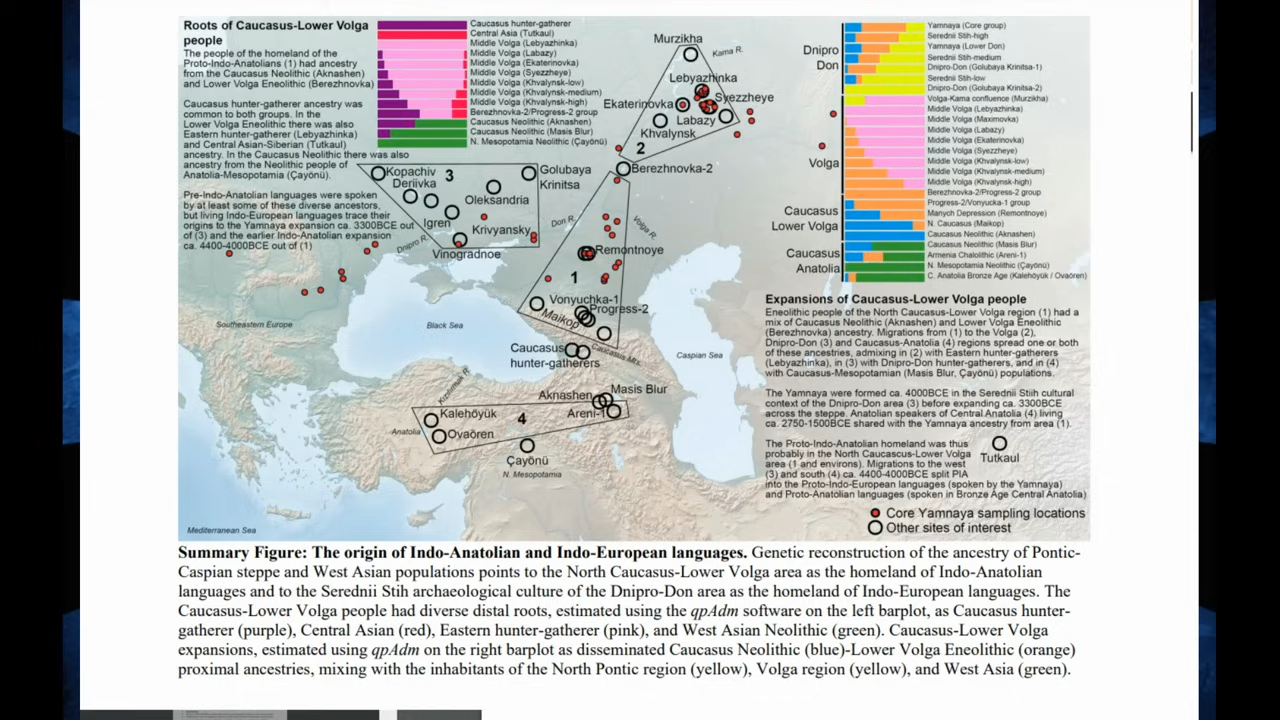 Roots of Caucasus-Lower Volga
people
The people of the homeland of the
Proto-Indo-Anatolians (1) had ancestry
from the Caucasus Neolithic (Aknashen)
and Lower Volga Eneolithic (Berezhnovka)
Caucasus hunter-gatherer ancestry was
common to both groups. In the
Lower Volga Eneolithic there was also
Eastern hunter-gatherer (Lebyazhinka)
and Central Asian-Siberian (Tutkaul)
ancestry. In the Caucasus Neolithic there was also
ancestry from the Neolithic people of
Anatolia-Mesopotamia (Çayönü).
Pre-Indo-Anatolian languages were spoken
by at least some of these diverse ancestors,
but living Indo-European languages trace their
origins to the Yamnaya expansion ca. 3300BCE out
of (3) and the earlier Indo-Anatolian expansion
ca. 4400-4000BCE out of (1)
Caucasus hunter-gatherer
Central Asia (Tutkaul)
Middle Volga (Lebyazhinka)
Middle Volga (Labazy)
Middle Volga (Ekaterinovka)
Middle Volga (Syezzheye)
Middle Volga (Khvalynsk-low)
Middle Volga (Khvalynsk-medium)
Middle Volga (Khvalynsk-high)
Berezhnovka-2/Progress-2 group
Caucasus Neolithic (Aknashen)
Caucasus Neolithic (Masis Blur)
N. Mesopotamia Neolithic (Çayönü)
Murzikha
Kama R.
Lebyazhinka
Ekaterinovka
Syezzheye
Labazy
Khvalynsk
2
Berezhnovka-2
Kopachiv
3
Golubaya
Krinitsa
Deriivka
Oleksandria
Igren
Krivyansky
Don R.
Volga R.
Dnipro R.
Vinogradnoe
Remontnoye
1
Vonyuchka-1
Progress-2
Maikop
Southeastern Europe
Black Sea
Caspian Sea
Caucasus Mts.
Caucasus
hunter-gatherers
Kızılırmak R.
Masis Blur
Aknashen
Areni-1
Kalehöyük
4
Anatolia
Ovaören
Çayönü
N. Mesopotamia
Mediterranean Sea
Dnipro
Don
Volga
Caucasus
Lower Volga
Caucasus
Anatolia
Yamnaya (Core group)
Serednii Stih-high
Yamnaya (Lower Don)
Serednii Stih-medium
Dnipro-Don (Golubaya Krinitsa-1)
Serednii Stih-low
Dnipro-Don (Golubaya Krinitsa-2)
Volga-Kama confluence (Murzikha)
Middle Volga (Lebyazhinka)
Middle Volga (Maximovka)
Middle Volga (Labazy)
Middle Volga (Ekaterinovka)
Middle Volga (Syezzheye)
Middle Volga (Khvalynsk-low)
Middle Volga (Khvalynsk-medium)
Middle Volga (Khvalynsk-high)
Berezhnovka-2/Progress-2 group
Progress-2/Vonyucka-1 group
Manych Depression (Remontnoye)
N. Caucasus (Maikop)
Caucasus Neolithic (Aknashen)
Caucasus Neolithic (Masis Blur)
Armenia Chalcolithic (Areni-1)
N. Mesopotamia Neolithic (Çayönü)
C. Anatolia Bronze Age (Kalehöyük / Ovaören)
Expansions of Caucasus-Lower Volga people
Eneolithic people of the North Caucasus-Lower Volga region (1) had a
mix of Caucasus Neolithic (Aknashen) and Lower Volga Eneolithic
(Berezhnovka) ancestry. Migrations from (1) to the Volga (2),
Dnipro-Don (3) and Caucasus-Anatolia (4) regions spread one or both
of these ancestries, admixing in (2) with Eastern hunter-gatherers
(Lebyazhinka), in (3) with Dnipro-Don hunter-gatherers, and in (4)
with Caucasus-Mesopotamian (Masis Blur, Çayönü) populations.
The Yamnaya were formed ca. 4000BCE in the Serednii Stih cultural
context of the Dnipro-Don area (3) before expanding ca. 3300BCE
across the steppe. Anatolian speakers of Central Anatolia (4) living
ca. 2750-1500BCE shared with the Yamnaya ancestry from area (1).
The Proto-Indo-Anatolian homeland was thus
probably in the North Caucascus-Lower Volga
area (1 and environs). Migrations to the west
(3) and south (4) ca. 4400-4000BCE split PIA
into the Proto-Indo-European languages (spoken by the Yamnaya)
and Proto-Anatolian languages (spoken in Bronze Age Central Anatolia)
Tutkaul
Core Yamnaya sampling locations
Other sites of interest
Summary Figure: The origin of Indo-Anatolian and Indo-European languages. Genetic reconstruction of the ancestry of Pontic-
Caspian steppe and West Asian populations points to the North Caucasus-Lower Volga area as the homeland of Indo-Anatolian
languages and to the Serednii Stih archaeological culture of the Dnipro-Don area as the homeland of Indo-European languages. The
Caucasus-Lower Volga people had diverse distal roots, estimated using the qpAdm software on the left barplot, as Caucasus hunter-
gatherer (purple), Central Asian (red), Eastern hunter-gatherer (pink), and West Asian Neolithic (green). Caucasus-Lower Volga
expansions, estimated using qpAdm on the right barplot as disseminated Caucasus Neolithic (blue)-Lower Volga Eneolithic (orange)
proximal ancestries, mixing with the inhabitants of the North Pontic region (yellow), Volga region (yellow), and West Asia (green).